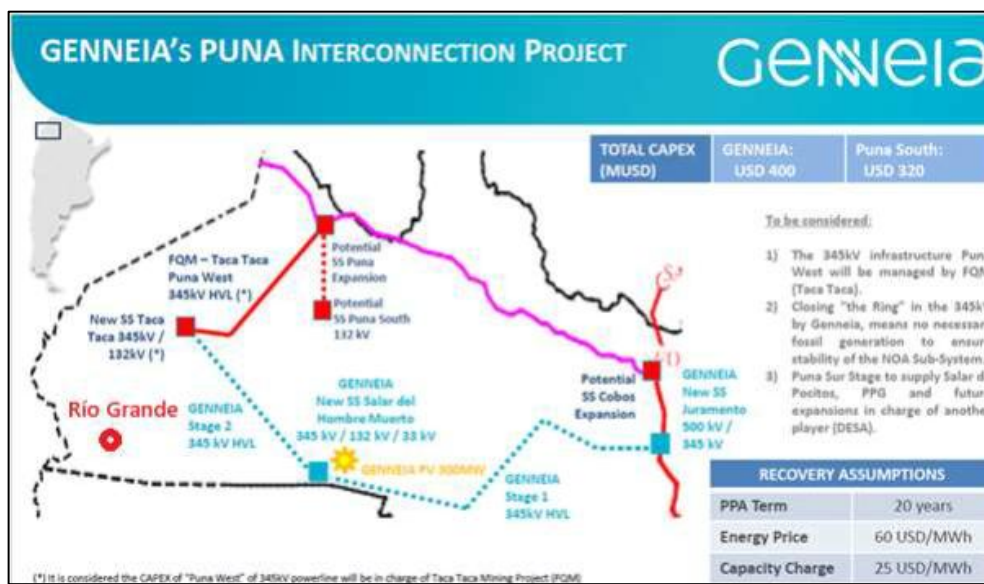 GENNEIA's PUNA INTERCONNECTION PROJECT
GENNEIA
TOTAL CAPEX
(MUSD)
GENNEIA:
USD 400
Puna South:
USD 320
To be considered:
1) The 345kV infrastructure Pun
West will be managed by FQM
(Taca Taca).
2) Closing "the Ring" in the 345kV
by Genneia, means no necessar
fossil generation to ensur
stability of the NOA Sub-System.
3) Puna Sur Stage to supply Salar d
Pocitos, PPG and futur
expansions in charge of anothe
player (DESA).
FQM – Taca Taca
Puna West
345kV HVL (*)
Potential
SS Puna
Expansion
Potential
SS Puna South
132 kV
New SS Taca
Taca 345kV /
132kV (*)
Río Grande
GENNEIA
Stage 2
345 kV HVL
GENNEIA
New SS Salar del
Hombre Muerto
345 kV / 132 kV / 33 kV
GENNEIA PV 300MW
Potential
SS Cobos
Expansion
GENNEIA
New SS
Juramento
500 kV /
345 kV
GENNEIA
Stage 1
345kV HVL
RECOVERY ASSUMPTIONS
PPA Term 20 years
Energy Price 60 USD/MWh
Capacity Charge 25 USD/MWh
(*) It is considered the CAPEX of "Puna West" of 345kV powerline will be in charge of Taca Taca Mining Project (FQM)